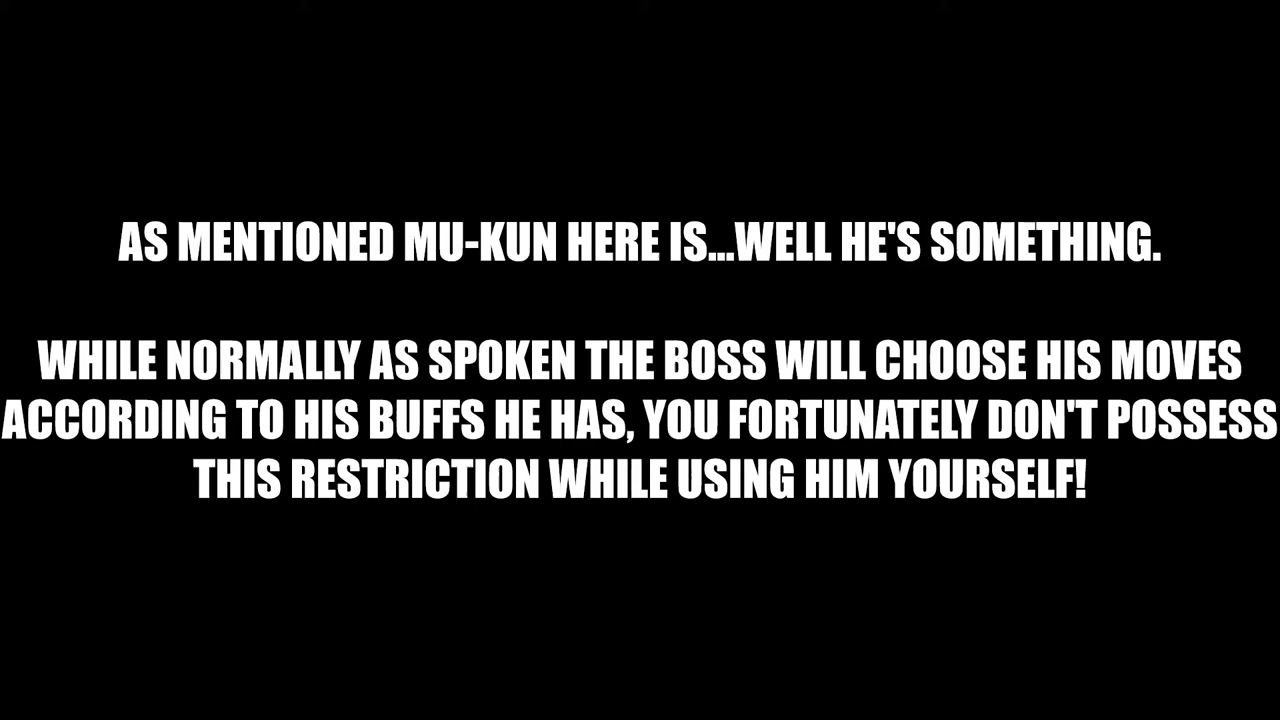 AS MENTIONED MU-KUN HERE IS...WELL HE'S SOMETHING.
WHILE NORMALLY AS SPOKEN THE BOSS WILL CHOOSE HIS MOVES
ACCORDING TO HIS BUFFS HE HAS, YOU FORTUNATELY DON'T POSSESS
THIS RESTRICTION WHILE USING HIM YOURSELF!